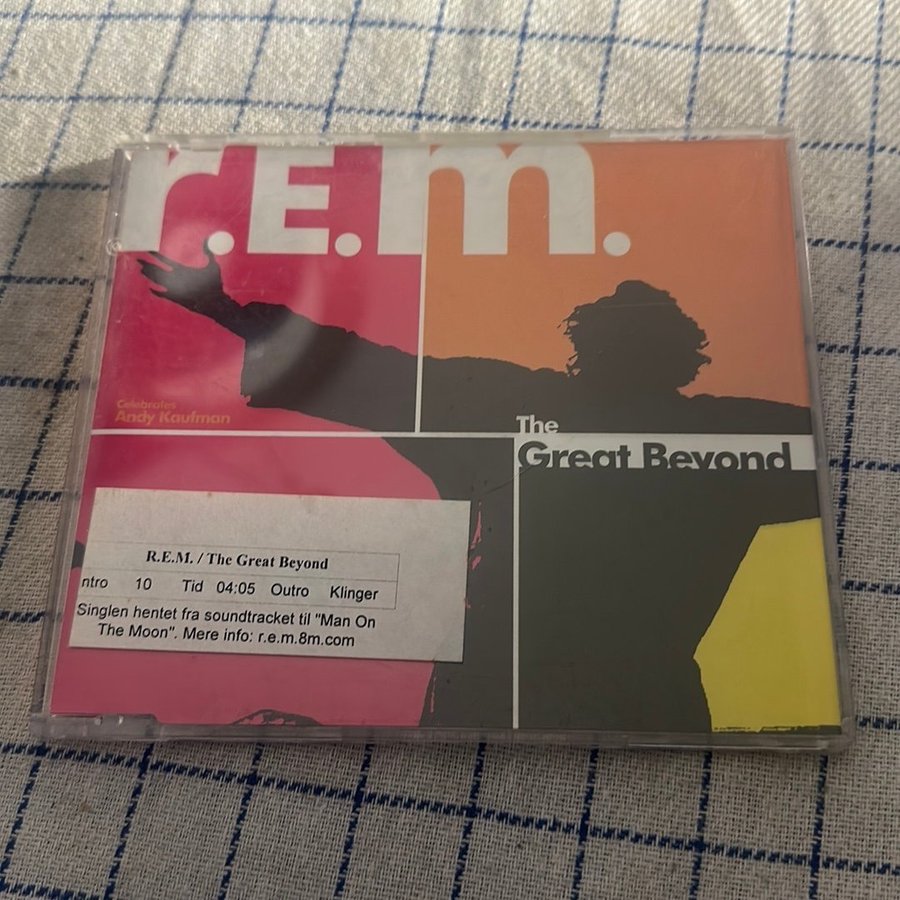 r.E.m.
Celebrates
Andy Kaufman
The
Great Beyond
R.E.M. / The Great Beyond
ntro 10 Tid 04:05 Outro Klinger
Singlen hentet fra soundtracket til "Man On
The Moon". Mere info: r.e.m.8m.com